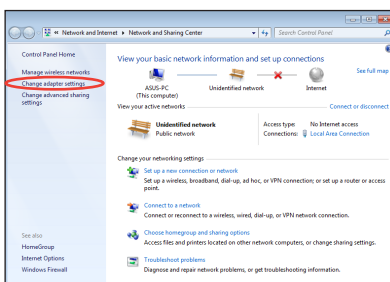 « Network and Internet ▸ Network and Sharing Center
Search Control Panel
Control Panel Home
Manage wireless networks
Change adapter settings
Change advanced sharing
settings
See also
HomeGroup
Internet Options
Windows Firewall
View your basic network information and set up connections
See full map
ASUS-PC
(This computer)
Unidentified network
Internet
View your active networks
Connect or disconnect
Unidentified network
Public network
Access type: No Internet access
Connections: Local Area Connection
Change your networking settings
Set up a new connection or network
Set up a wireless, broadband, dial-up, ad hoc, or VPN connection; or set up a router or access
point.
Connect to a network
Connect or reconnect to a wireless, wired, dial-up, or VPN network connection.
Choose homegroup and sharing options
Access files and printers located on other network computers, or change sharing settings.
Troubleshoot problems
Diagnose and repair network problems, or get troubleshooting information.